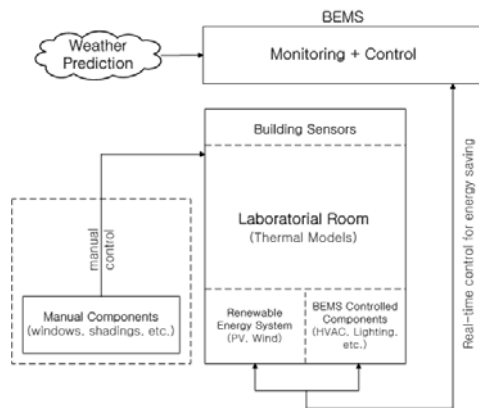 BEMS
Weather
Prediction
Monitoring + Control
Building Sensors
Laboratorial Room
(Thermal Models)
manual
control
Manual Components
(windows. shadings. etc.)
Renewable
Energy System
(PV. Wind)
BEMS Controlled
Components
(HVAC. Lighting.
etc.)
Real-time control for energy saving